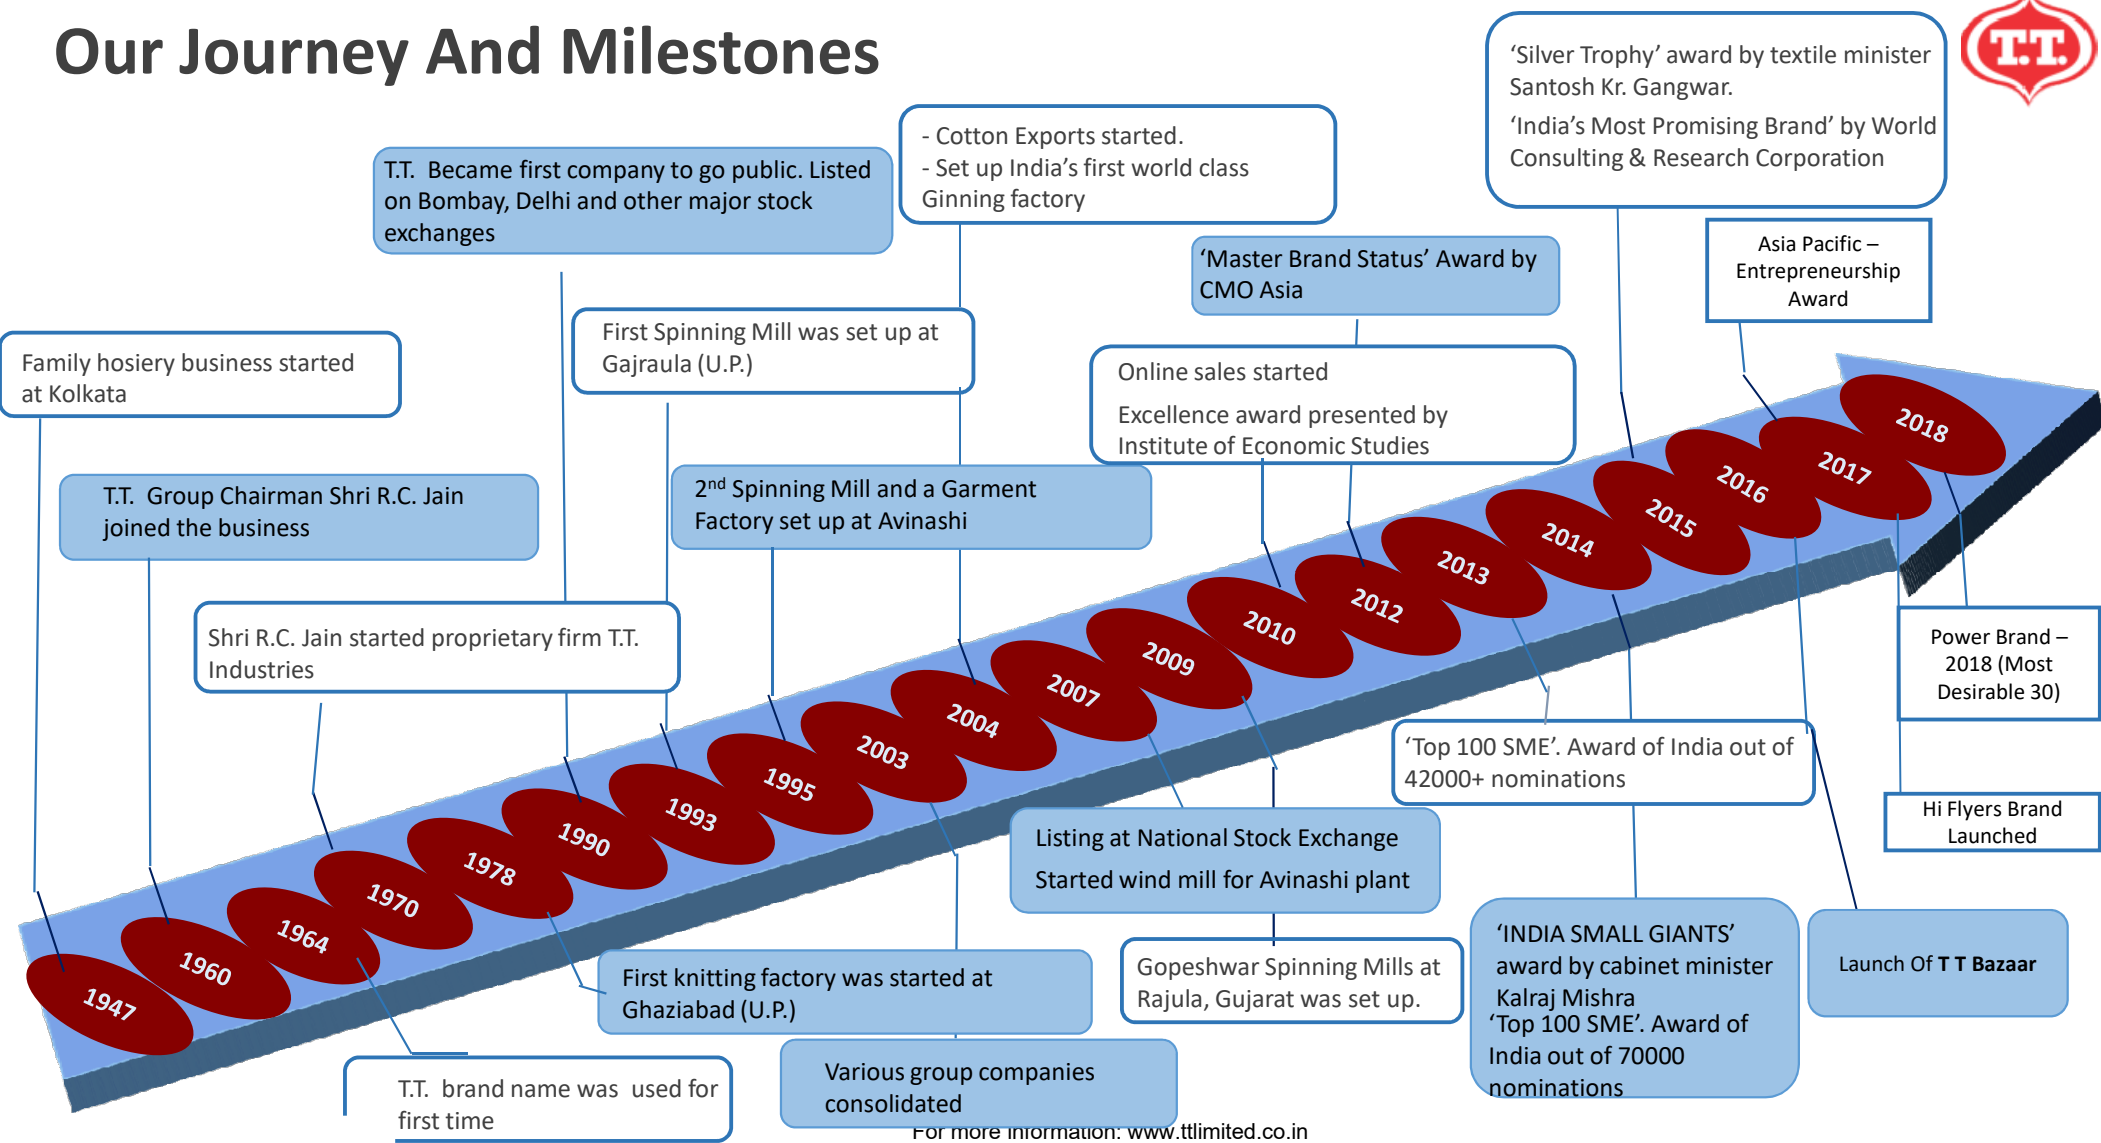 Our Journey And Milestones
T.T.
‘Silver Trophy’ award by textile minister
Santosh Kr. Gangwar.
‘India’s Most Promising Brand’ by World
Consulting & Research Corporation
- Cotton Exports started.
- Set up India’s first world class
Ginning factory
T.T. Became first company to go public. Listed
on Bombay, Delhi and other major stock
exchanges
Asia Pacific –
Entrepreneurship
Award
‘Master Brand Status’ Award by
CMO Asia
First Spinning Mill was set up at
Gajraula (U.P.)
Family hosiery business started
at Kolkata
Online sales started
Excellence award presented by
Institute of Economic Studies
T.T. Group Chairman Shri R.C. Jain
joined the business
2nd Spinning Mill and a Garment
Factory set up at Avinashi
Shri R.C. Jain started proprietary firm T.T.
Industries
1947
1960
1964
1970
1978
1990
1993
1995
2003
2004
2007
2009
2010
2012
2013
2014
2015
2016
2017
2018
Power Brand –
2018 (Most
Desirable 30)
‘Top 100 SME’. Award of India out of
42000+ nominations
Hi Flyers Brand
Launched
Listing at National Stock Exchange
Started wind mill for Avinashi plant
‘INDIA SMALL GIANTS’
award by cabinet minister
Kalraj Mishra
‘Top 100 SME’. Award of
India out of 70000
nominations
Launch Of T T Bazaar
First knitting factory was started at
Ghaziabad (U.P.)
Gopeshwar Spinning Mills at
Rajula, Gujarat was set up.
T.T. brand name was used for
first time
Various group companies
consolidated
For more information: www.ttlimited.co.in